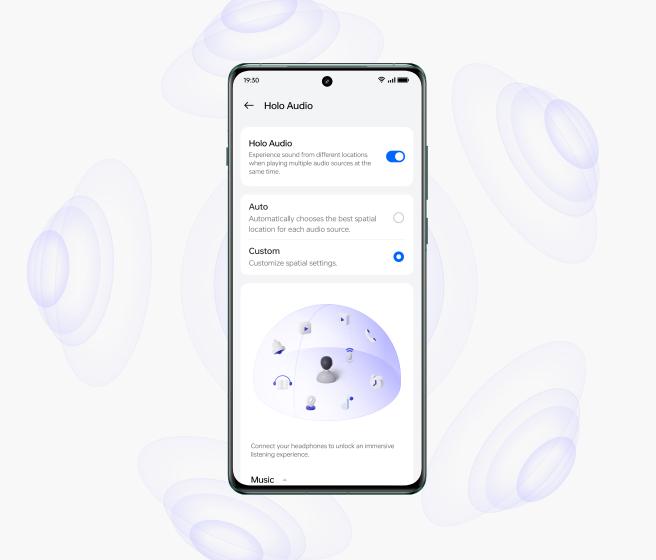 19:30
Holo Audio
Holo Audio
Experience sound from different locations
when playing multiple audio sources at the
same time.
Auto
Automatically chooses the best spatial
location for each audio source.
Custom
Customize spatial settings.
Connect your headphones to unlock an immersive
listening experience.
Music